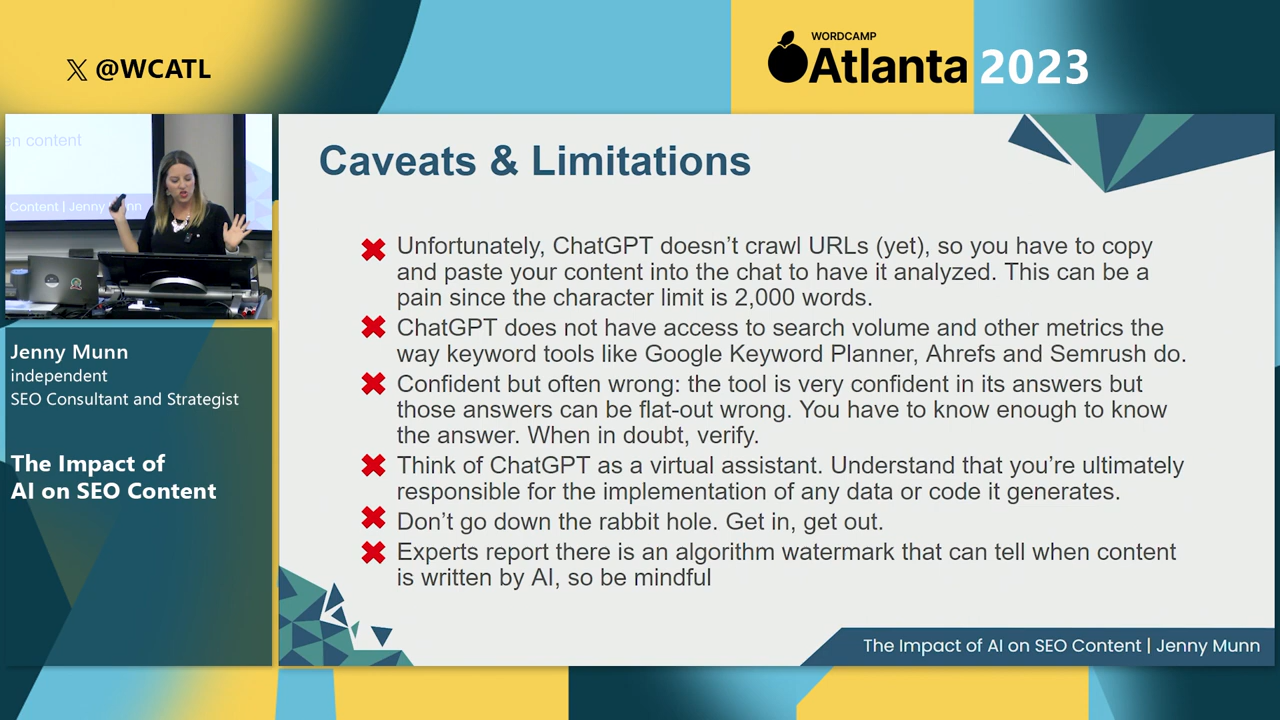 𝕏 @WCATL
WORDCAMP
Atlanta 2023
en content
Content | Jenny Munn
Jenny Munn
independent
SEO Consultant and Strategist
The Impact of
AI on SEO Content
Caveats & Limitations
Unfortunately, ChatGPT doesn’t crawl URLs (yet), so you have to copy
and paste your content into the chat to have it analyzed. This can be a
pain since the character limit is 2,000 words.
ChatGPT does not have access to search volume and other metrics the
way keyword tools like Google Keyword Planner, Ahrefs and Semrush do.
Confident but often wrong: the tool is very confident in its answers but
those answers can be flat-out wrong. You have to know enough to know
the answer. When in doubt, verify.
Think of ChatGPT as a virtual assistant. Understand that you’re ultimately
responsible for the implementation of any data or code it generates.
Don’t go down the rabbit hole. Get in, get out.
Experts report there is an algorithm watermark that can tell when content
is written by AI, so be mindful
The Impact of AI on SEO Content | Jenny Munn